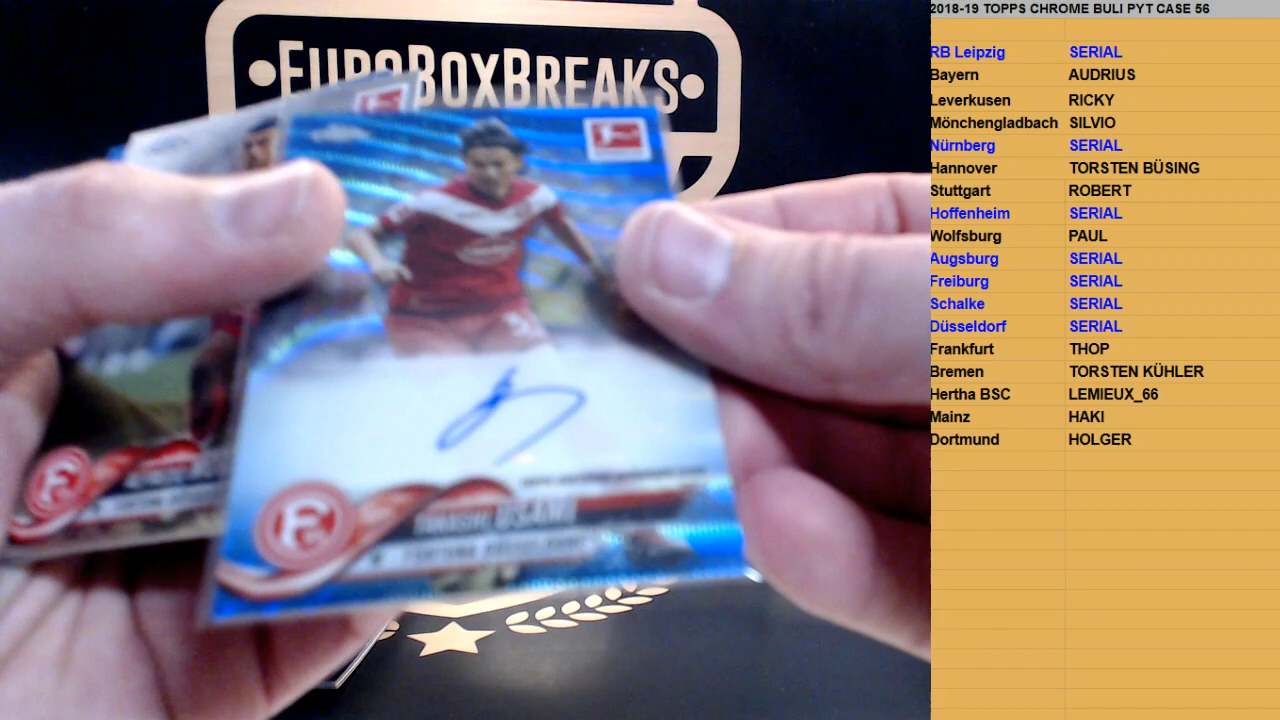 EUROBOXBREAKS
USAMI
2018-19 TOPPS CHROME BULI PYT CASE 56
RB Leipzig SERIAL
Bayern AUDRIUS
Leverkusen RICKY
Mönchengladbach SILVIO
Nürnberg SERIAL
Hannover TORSTEN BÜSING
Stuttgart ROBERT
Hoffenheim SERIAL
Wolfsburg PAUL
Augsburg SERIAL
Freiburg SERIAL
Schalke SERIAL
Düsseldorf SERIAL
Frankfurt THOP
Bremen TORSTEN KÜHLER
Hertha BSC LEMIEUX_66
Mainz HAKI
Dortmund HOLGER